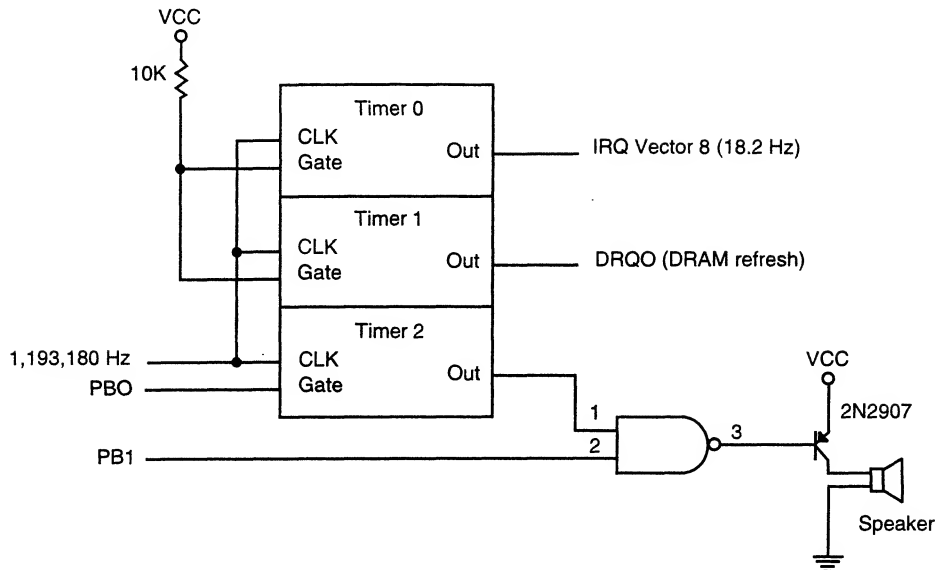 VCC
10K
Timer 0
CLK
Gate
Out
IRQ Vector 8 (18.2 Hz)
Timer 1
CLK
Gate
Out
DRQO (DRAM refresh)
Timer 2
1,193,180 Hz
CLK
Out
PBO
Gate
VCC
2N2907
1
2
3
PB1
Speaker